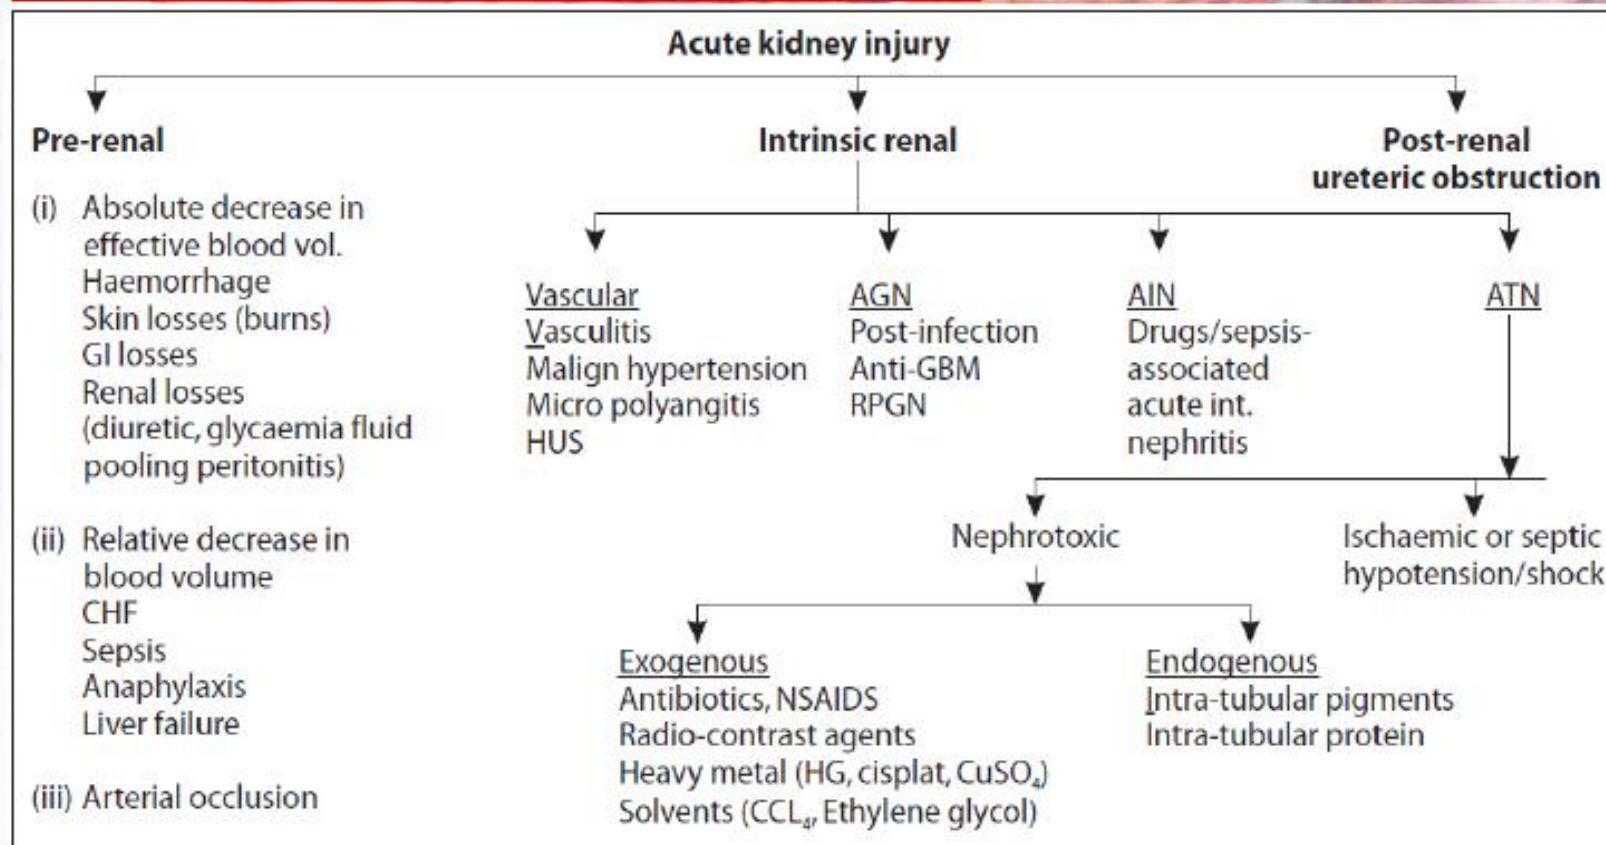 Acute kidney injury
Pre-renal
(i) Absolute decrease in
effective blood vol.
Haemorrhage
Skin losses (burns)
GI losses
Renal losses
(diuretic, glycaemia fluid
pooling peritonitis)
(ii) Relative decrease in
blood volume
CHF
Sepsis
Anaphylaxis
Liver failure
(iii) Arterial occlusion
Intrinsic renal
Vascular
Vasculitis
Malign hypertension
Micro polyangitis
HUS
AGN
Post-infection
Anti-GBM
RPGN
AIN
Drugs/sepsis-
associated
acute int.
nephritis
ATN
Nephrotoxic
Exogenous
Antibiotics, NSAIDS
Radio-contrast agents
Heavy metal (HG, cisplat, CuSO₄)
Solvents (CCL₄, Ethylene glycol)
Endogenous
Intra-tubular pigments
Intra-tubular protein
Ischaemic or septic
hypotension/shock
Post-renal
ureteric obstruction